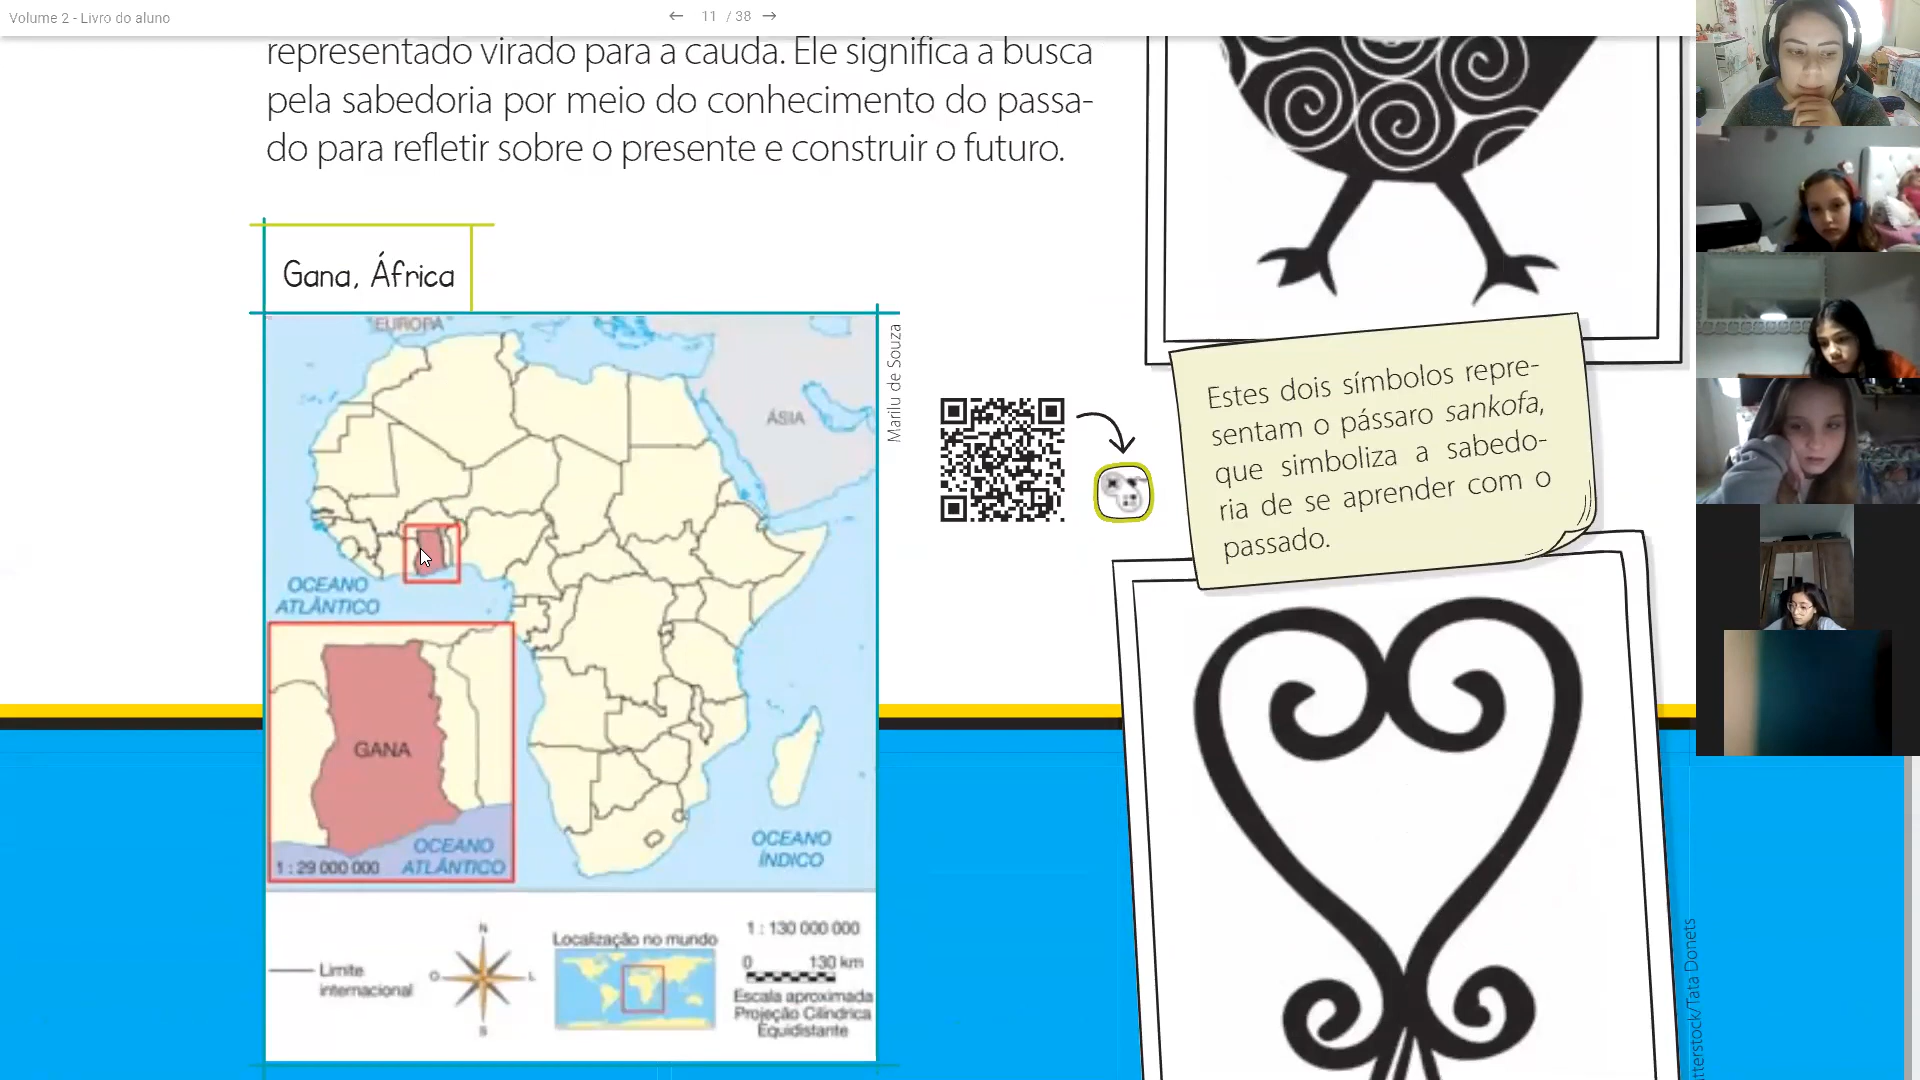 Volume 2 - Livro do aluno
11 / 38
representado virado para a cauda. Ele significa a busca
pela sabedoria por meio do conhecimento do passa-
do para refletir sobre o presente e construir o futuro.
Gana, África
EUROPA
ÁSIA
OCEANO
ATLÂNTICO
GANA
OCEANO
ATLÂNTICO
1 : 29 000 000
OCEANO
ÍNDICO
Marilu de Souza
Limite
internacional
N
O
L
S
Localização no mundo
1 : 130 000 000
0 130 km
Escala aproximada
Projeção Cilíndrica
Equidistante
Estes dois símbolos repre-
sentam o pássaro sankofa,
que simboliza a sabedo-
ria de se aprender com o
passado.
tterstock/Tata Donets